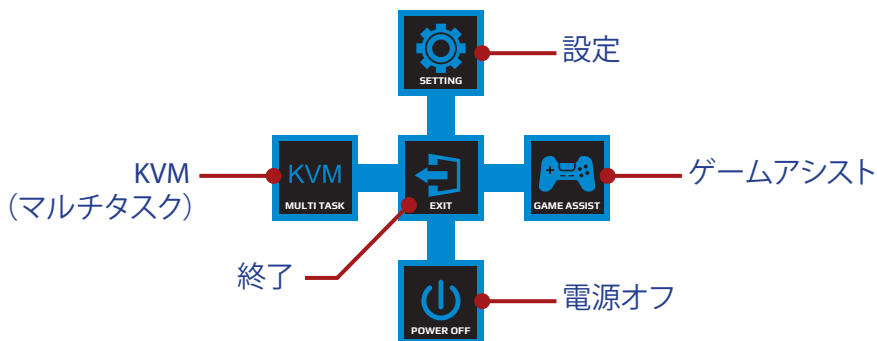 設定
SETTING
KVM
(マルチタスク)
KVM
MULTI TASK
EXIT
GAME ASSIST
ゲームアシスト
終了
電源オフ
POWER OFF